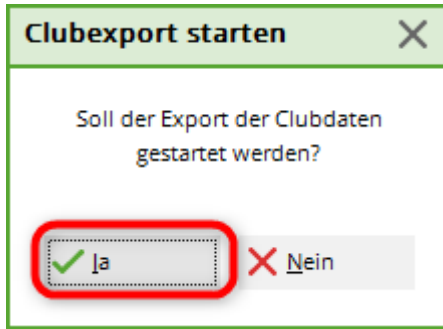 Clubexport starten
Soll der Export der Clubdaten
gestartet werden?
Ja
Nein